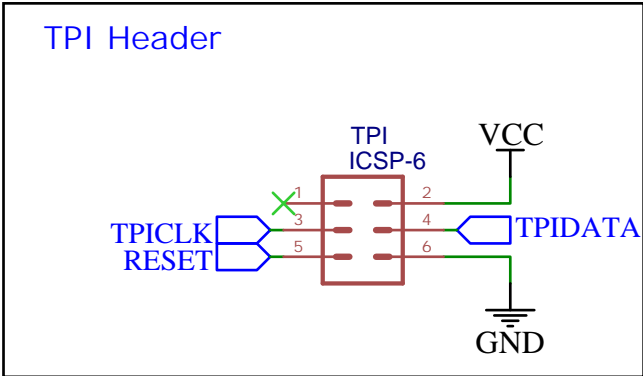 TPI Header
TPI
ICSP-6
VCC
1
2
TPICLK
3
4
TPIDATA
RESET
5
6
GND